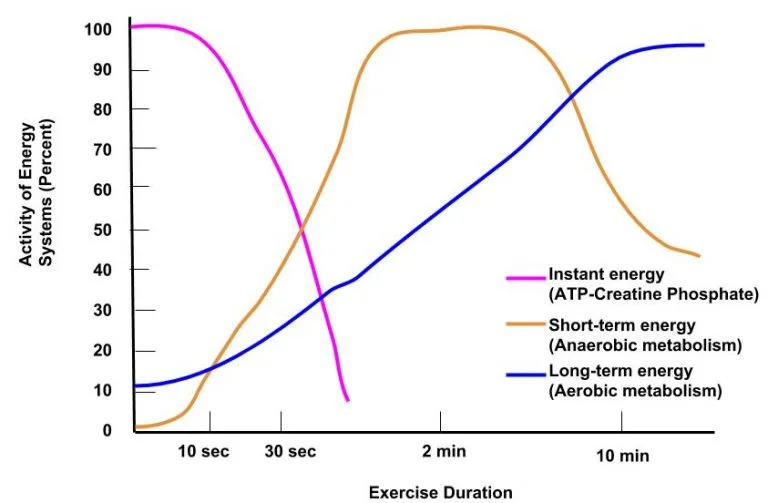 100
90
80
70
60
50
40
30
20
10
0
Activity of Energy
Systems (Percent)
Instant energy
(ATP-Creatine Phosphate)
Short-term energy
(Anaerobic metabolism)
Long-term energy
(Aerobic metabolism)
10 sec
30 sec
2 min
10 min
Exercise Duration